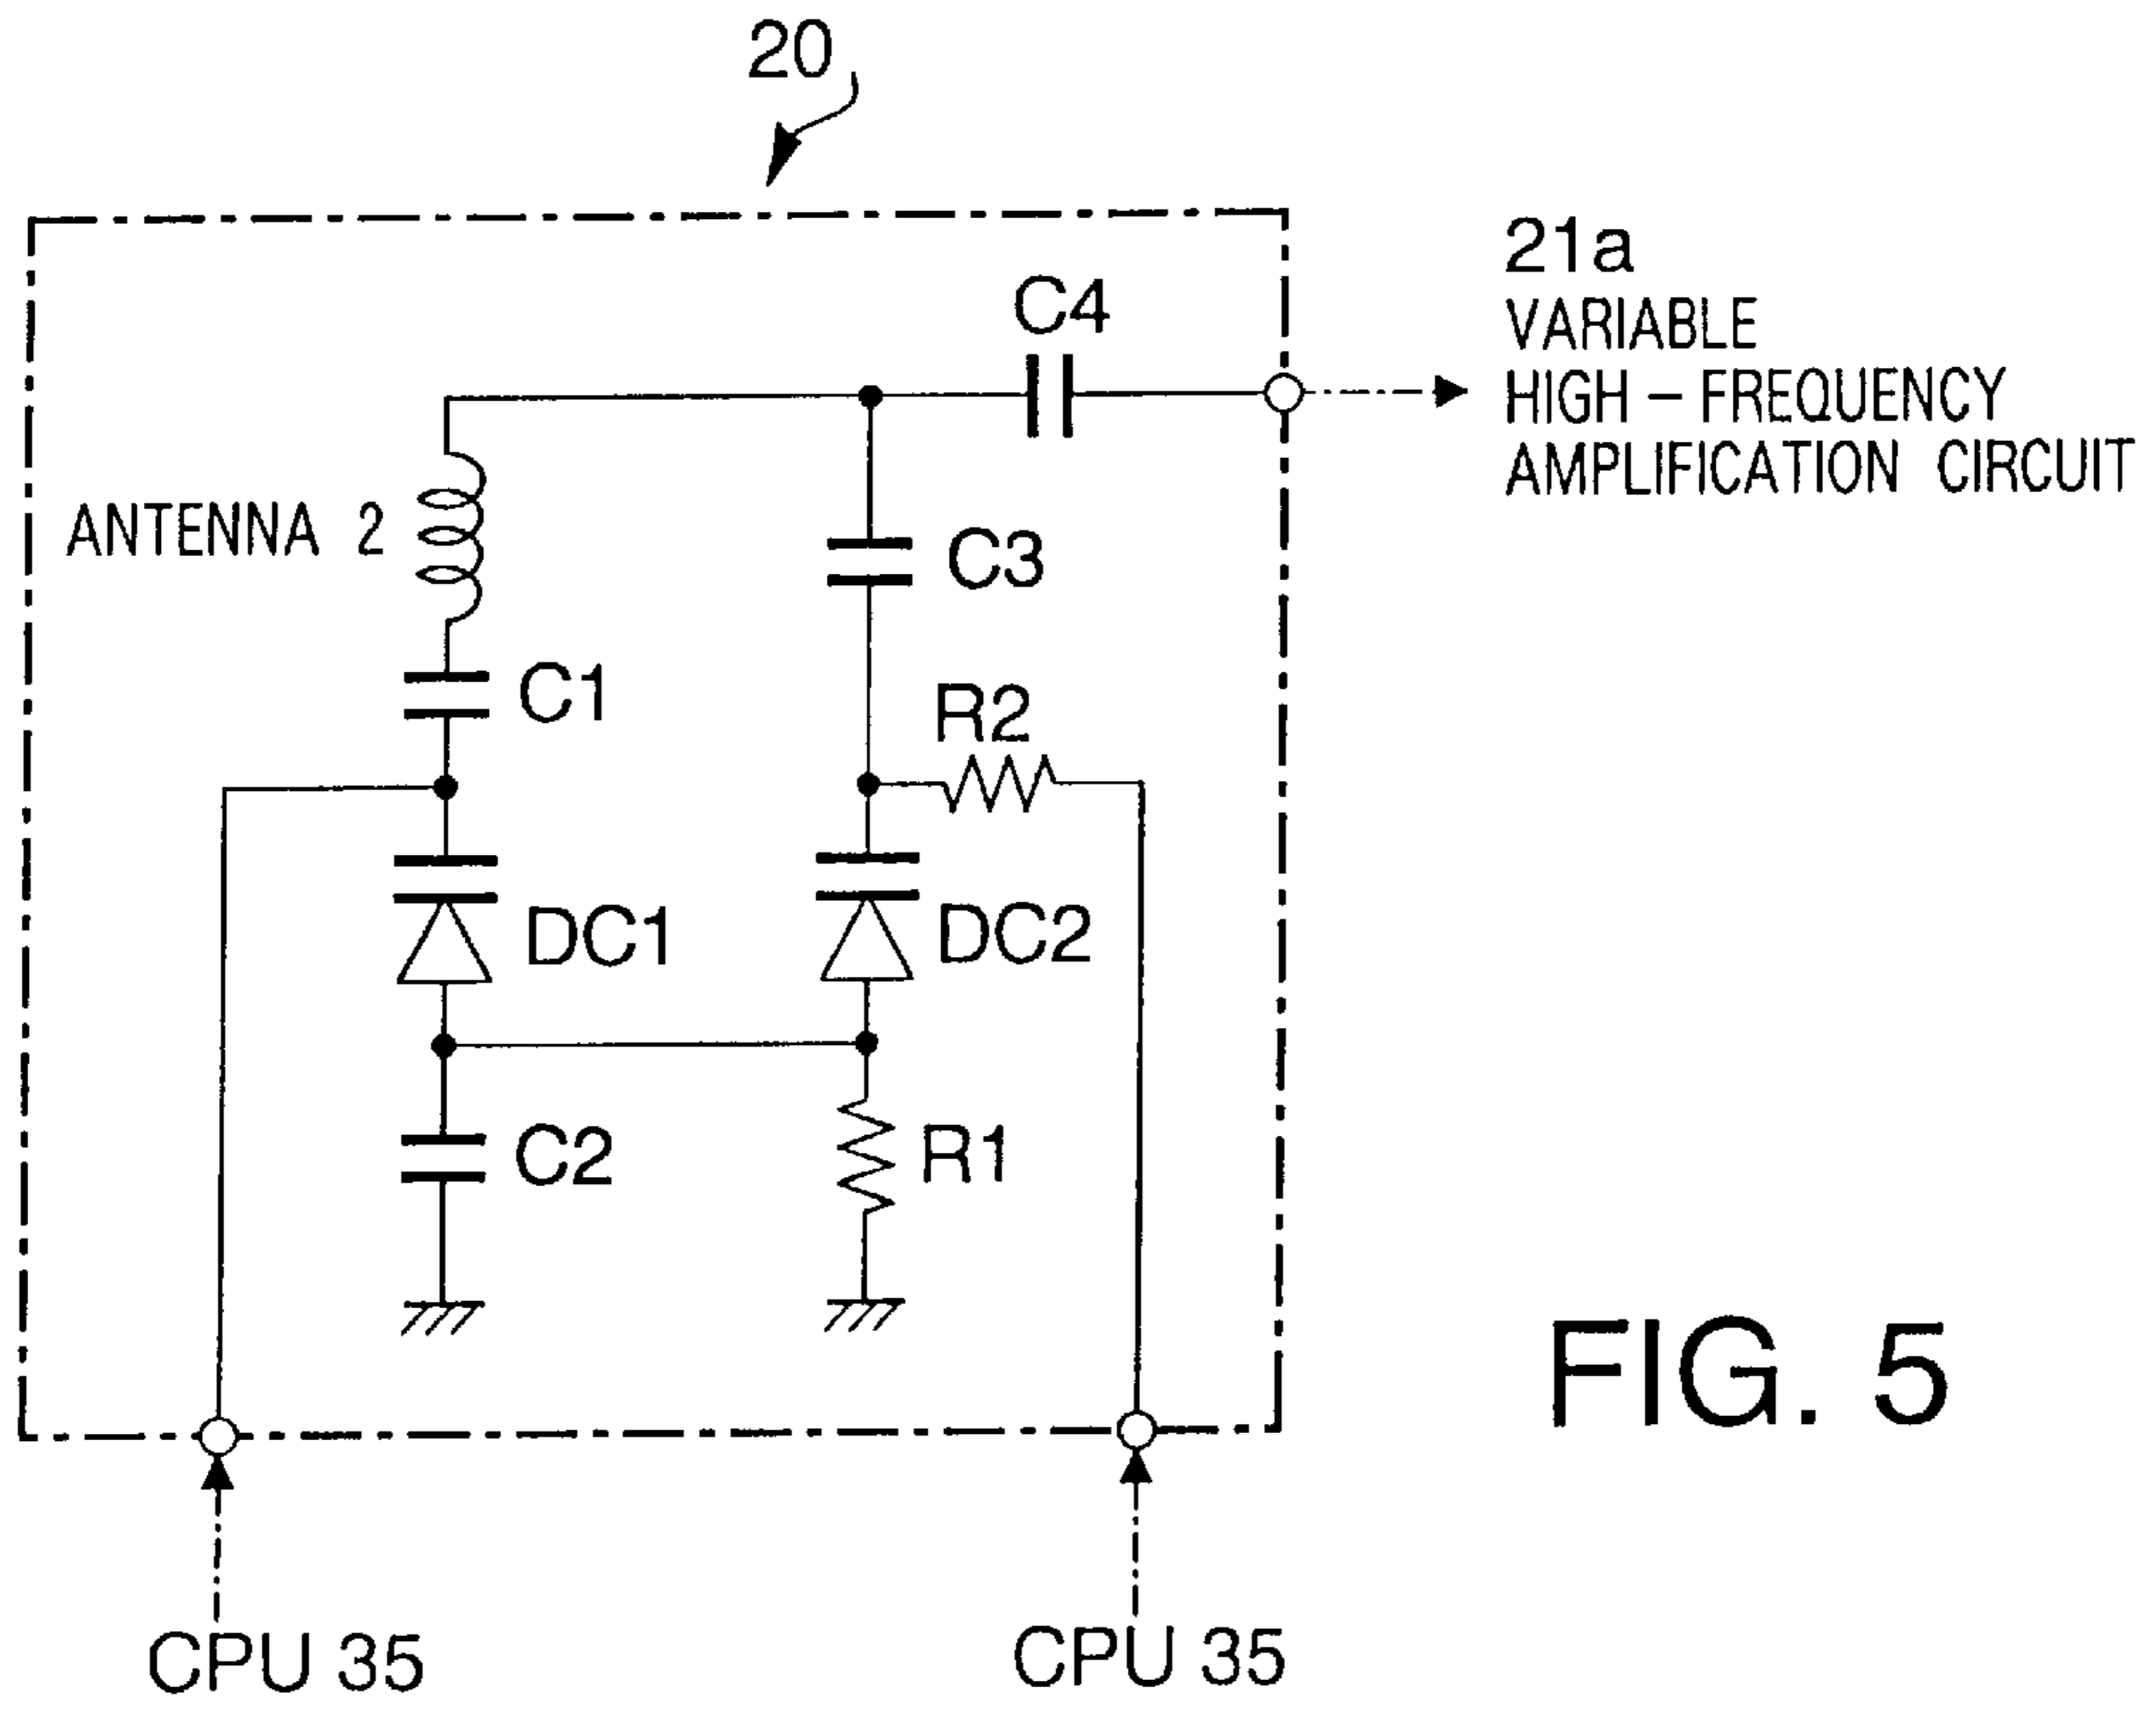 20
21a
VARIABLE
HIGH - FREQUENCY
AMPLIFICATION CIRCUIT
C4
ANTENNA 2
C3
C1
R2
DC1
DC2
C2
R1
FIG. 5
CPU 35
CPU 35